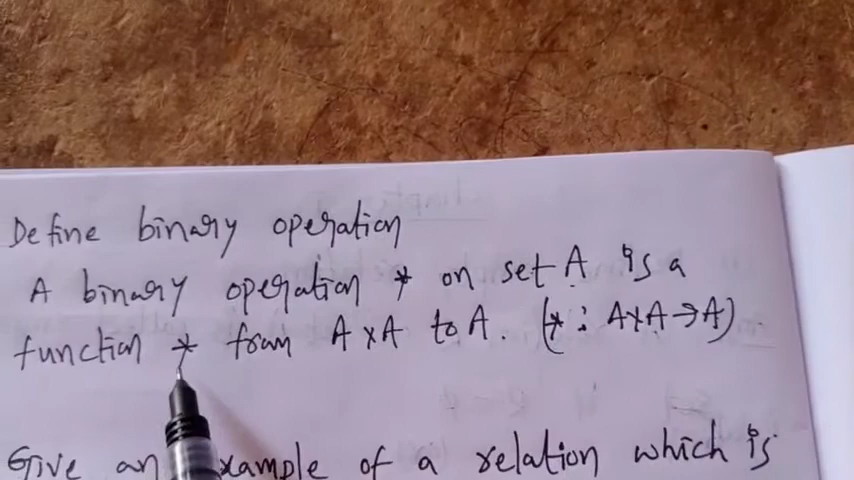 Define binary operation
A binary operation * on set A is a
function * from A×A to A. (* : A×A→A)
Give an example of a relation which is